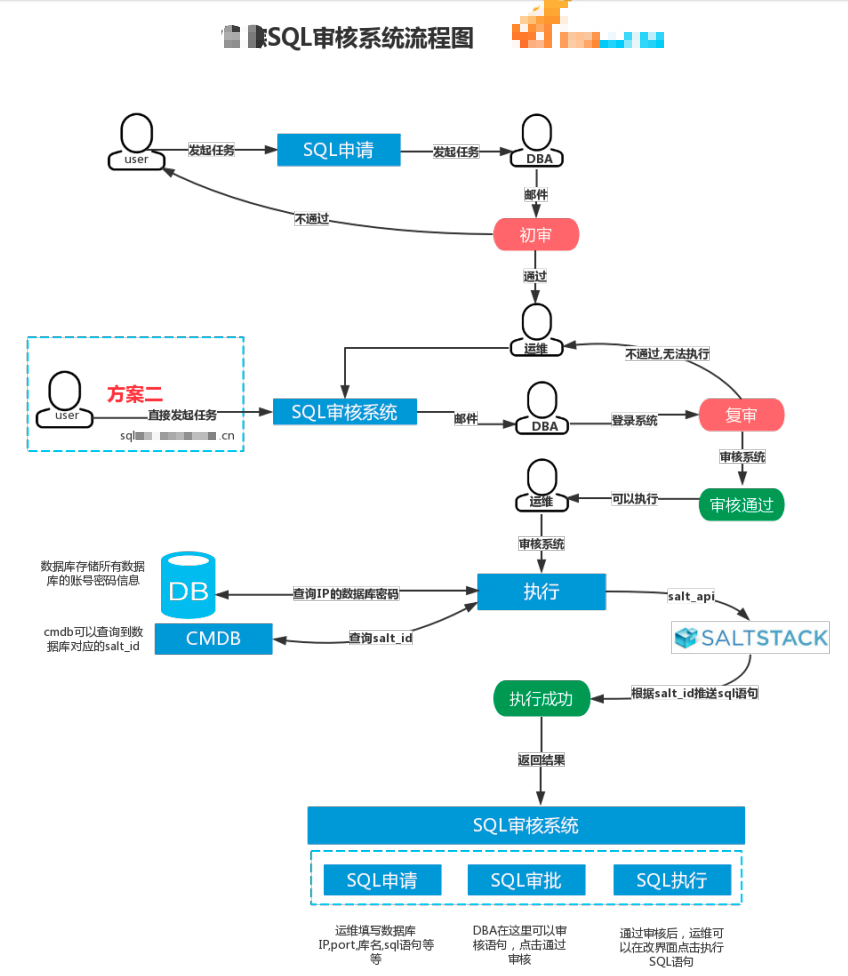 SQL审核系统流程图
user
发起任务
SQL申请
发起任务
DBA
邮件
不通过
初审
通过
运维
不通过,无法执行
方案二
user
直接发起任务
sql
.cn
SQL审核系统
邮件
DBA
登录系统
复审
审核系统
运维
可以执行
审核通过
审核系统
数据库存储所有数据
库的账号密码信息
DB
查询IP的数据库密码
执行
salt_api
cmdb可以查询到数
据库对应的salt_id
CMDB
查询salt_id
SALTSTACK
执行成功
根据salt_id推送sql语句
返回结果
SQL审核系统
SQL申请
SQL审批
SQL执行
运维填写数据库
IP,port,库名,sql语句等
等
DBA在这里可以审
核语句，点击通过
审核
通过审核后，运维可
以在改界面点击执行
SQL语句